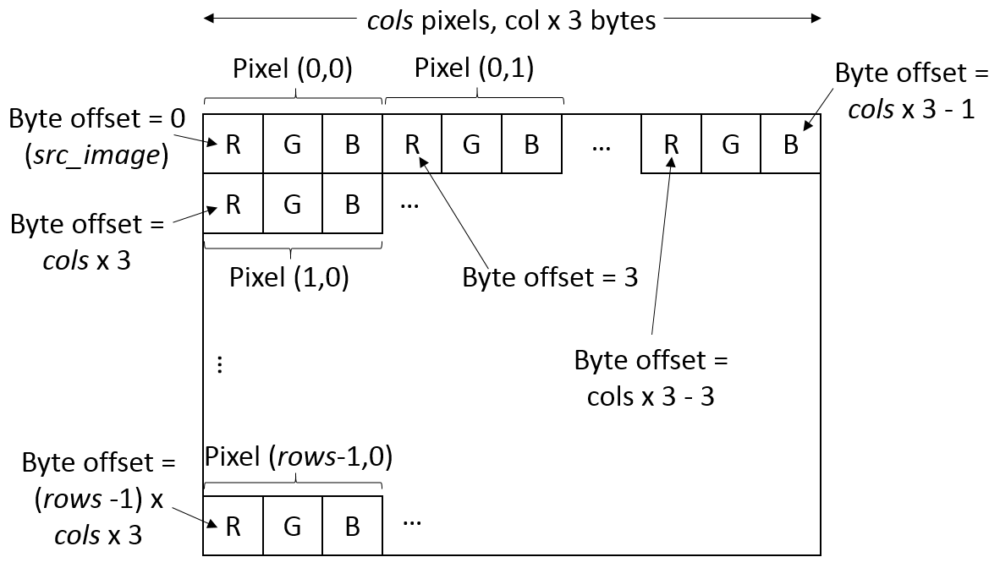 cols pixels, col x 3 bytes
Pixel (0,0)
Pixel (0,1)
Byte offset =
cols x 3 - 1
Byte offset = 0
(src_image)
R G B R G B ... R G B
Byte offset =
cols x 3
R G B ...
Pixel (1,0)
Byte offset = 3
Byte offset =
cols x 3 - 3
...
Pixel (rows-1,0)
Byte offset =
(rows -1) x
cols x 3
R G B ...